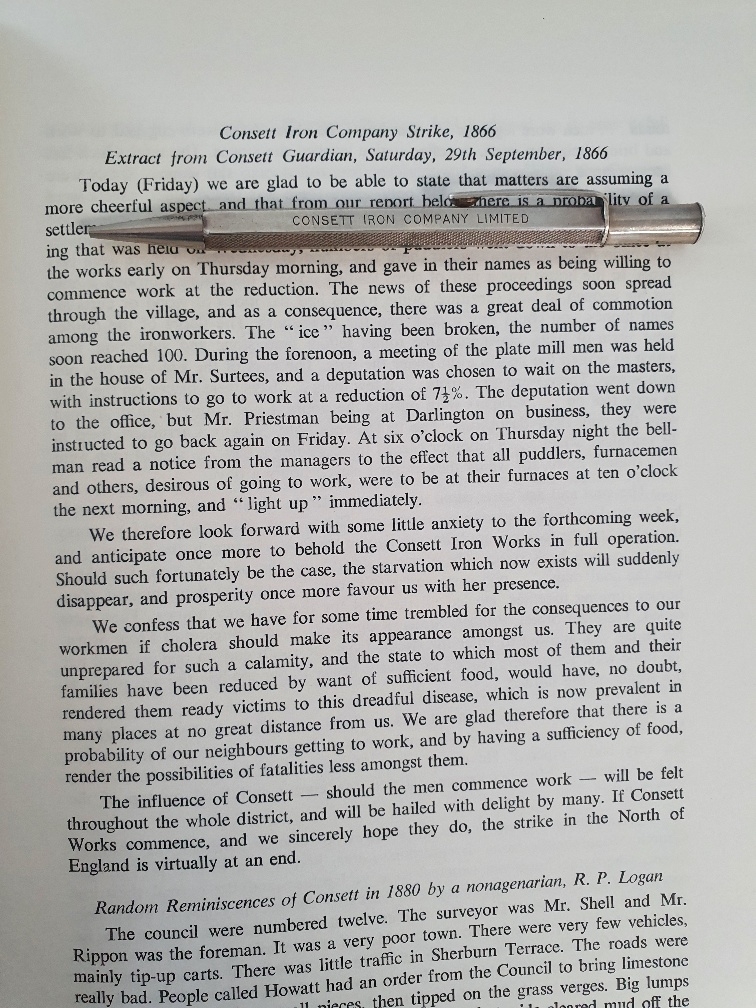 Consett Iron Company Strike, 1866
Extract from Consett Guardian, Saturday, 29th September, 1866
Today (Friday) we are glad to be able to state that matters are assuming a
more cheerful aspect, and that from our report there is a of a
CONSETT IRON COMPANY LIMITED
ing that was held
the works early on Thursday morning, and gave in their names as being willing to
commence work at the reduction. The news of these proceedings soon spread
through the village, and as a consequence, there was a great deal of commotion
among the ironworkers. The “ ice ” having been broken, the number of names
soon reached 100. During the forenoon, a meeting of the plate mill men was held
in the house of Mr. Surtees, and a deputation was chosen to wait on the masters,
with instructions to go to work at a reduction of 7½%. The deputation went down
to the office, but Mr. Priestman being at Darlington on business, they were
instructed to go back again on Friday. At six o'clock on Thursday night the bell-
man read a notice from the managers to the effect that all puddlers, furnacemen
and others, desirous of going to work, were to be at their furnaces at ten o'clock
the next morning, and “ light up ” immediately.
We therefore look forward with some little anxiety to the forthcoming week,
and anticipate once more to behold the Consett Iron Works in full operation.
Should such fortunately be the case, the starvation which now exists will suddenly
disappear, and prosperity once more favour us with her presence.
We confess that we have for some time trembled for the consequences to our
workmen if cholera should make its appearance amongst us. They are quite
unprepared for such a calamity, and the state to which most of them and their
families have been reduced by want of sufficient food, would have, no doubt,
rendered them ready victims to this dreadful disease, which is now prevalent in
many places at no great distance from us. We are glad therefore that there is a
probability of our neighbours getting to work, and by having a sufficiency of food,
render the possibilities of fatalities less amongst them.
The influence of Consett — should the men commence work — will be felt
throughout the whole district, and will be hailed with delight by many. If Consett
Works commence, and we sincerely hope they do, the strike in the North of
England is virtually at an end.
Random Reminiscences of Consett in 1880 by a nonagenarian, R. P. Logan
The council were numbered twelve. The surveyor was Mr. Shell and Mr.
Rippon was the foreman. It was a very poor town. There were very few vehicles,
mainly tip-up carts. There was little traffic in Sherburn Terrace. The roads were
really bad. People called Howatt had an order from the Council to bring limestone
pieces, then tipped on the grass verges. Big lumps
cleared mud off the